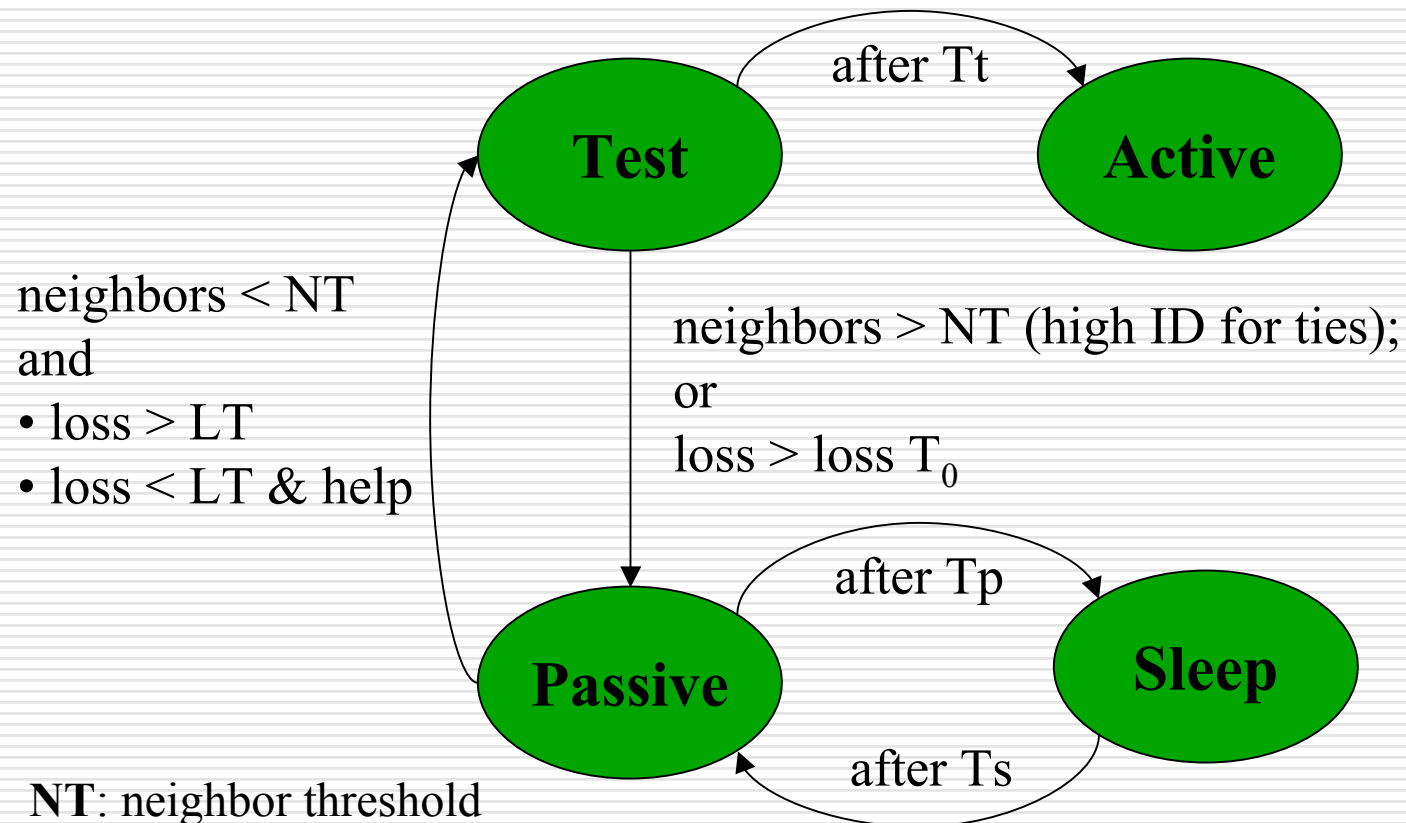 after Tt
Test
Active
neighbors < NT
and
• loss > LT
• loss < LT & help
neighbors > NT (high ID for ties);
or
loss > loss T₀
after Tp
Passive
Sleep
after Ts
NT: neighbor threshold